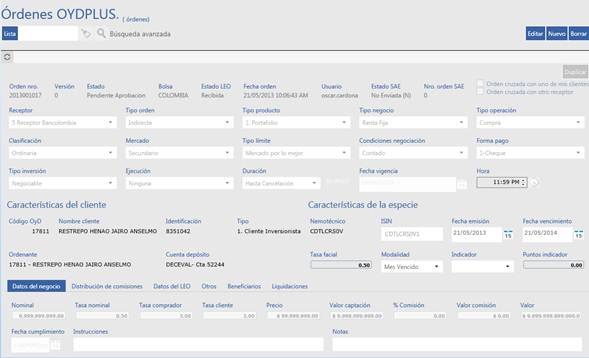 Órdenes OYDPLUS. ( órdenes)
Lista Búsqueda avanzada Editar Nuevo Borrar
Duplicar
Orden nro. Versión Estado Bolsa Estado LEO Fecha orden Usuario Estado SAE Nro. orden SAE Orden cruzada con uno de mis clientes
2013001017 0 Pendiente Aprobacion COLOMBIA Recibida 21/05/2013 10:06:43 AM oscar.cardona No Enviada (N) 0 Orden cruzada con otro receptor
Receptor Tipo orden Tipo producto Tipo negocio Tipo operación
5 Receptor Bancolombia Indirecta 2. Portafolio Renta Fija Compra
Clasificación Mercado Tipo límite Condiciones negociación Forma pago
Ordinaria Secundario Mercado por lo mejor Contado 1-Cheque
Tipo inversión Ejecución Duración Fecha vigencia Hora
Negociable Ninguna Hasta Cancelación 11:59 PM
Características del cliente Características de la especie
Código OyD Nombre cliente Identificación Tipo Nemotécnico ISIN Fecha emisión Fecha vencimiento
17811 RESTREPO HENAO JAIRO ANSELMO 8351042 1. Cliente Inversionista CDTLCRS0V CDTLCRS0V1 21/05/2013 15 21/05/2014 15
Ordenante Cuenta depósito Tasa facial Modalidad Indicador Puntos indicador
17811 - RESTREPO HENAO JAIRO ANSELMO DECEVAL- Cta 52244 0.50 Mes Vencido 0.00
Datos del negocio Distribución de comisiones Datos del LEO Otros Beneficiarios Liquidaciones
Nominal Tasa nominal Tasa comprador Tasa cliente Precio Valor captación % Comisión Valor comisión Valor
9,999,999,999.00 0.50 3.00 3.00 $ 99,999,999.00 $ 9,999,999,999.00 0.00 $ 0.00 $ 9,999,999,999.00
Fecha cumplimiento Instrucciones Notas